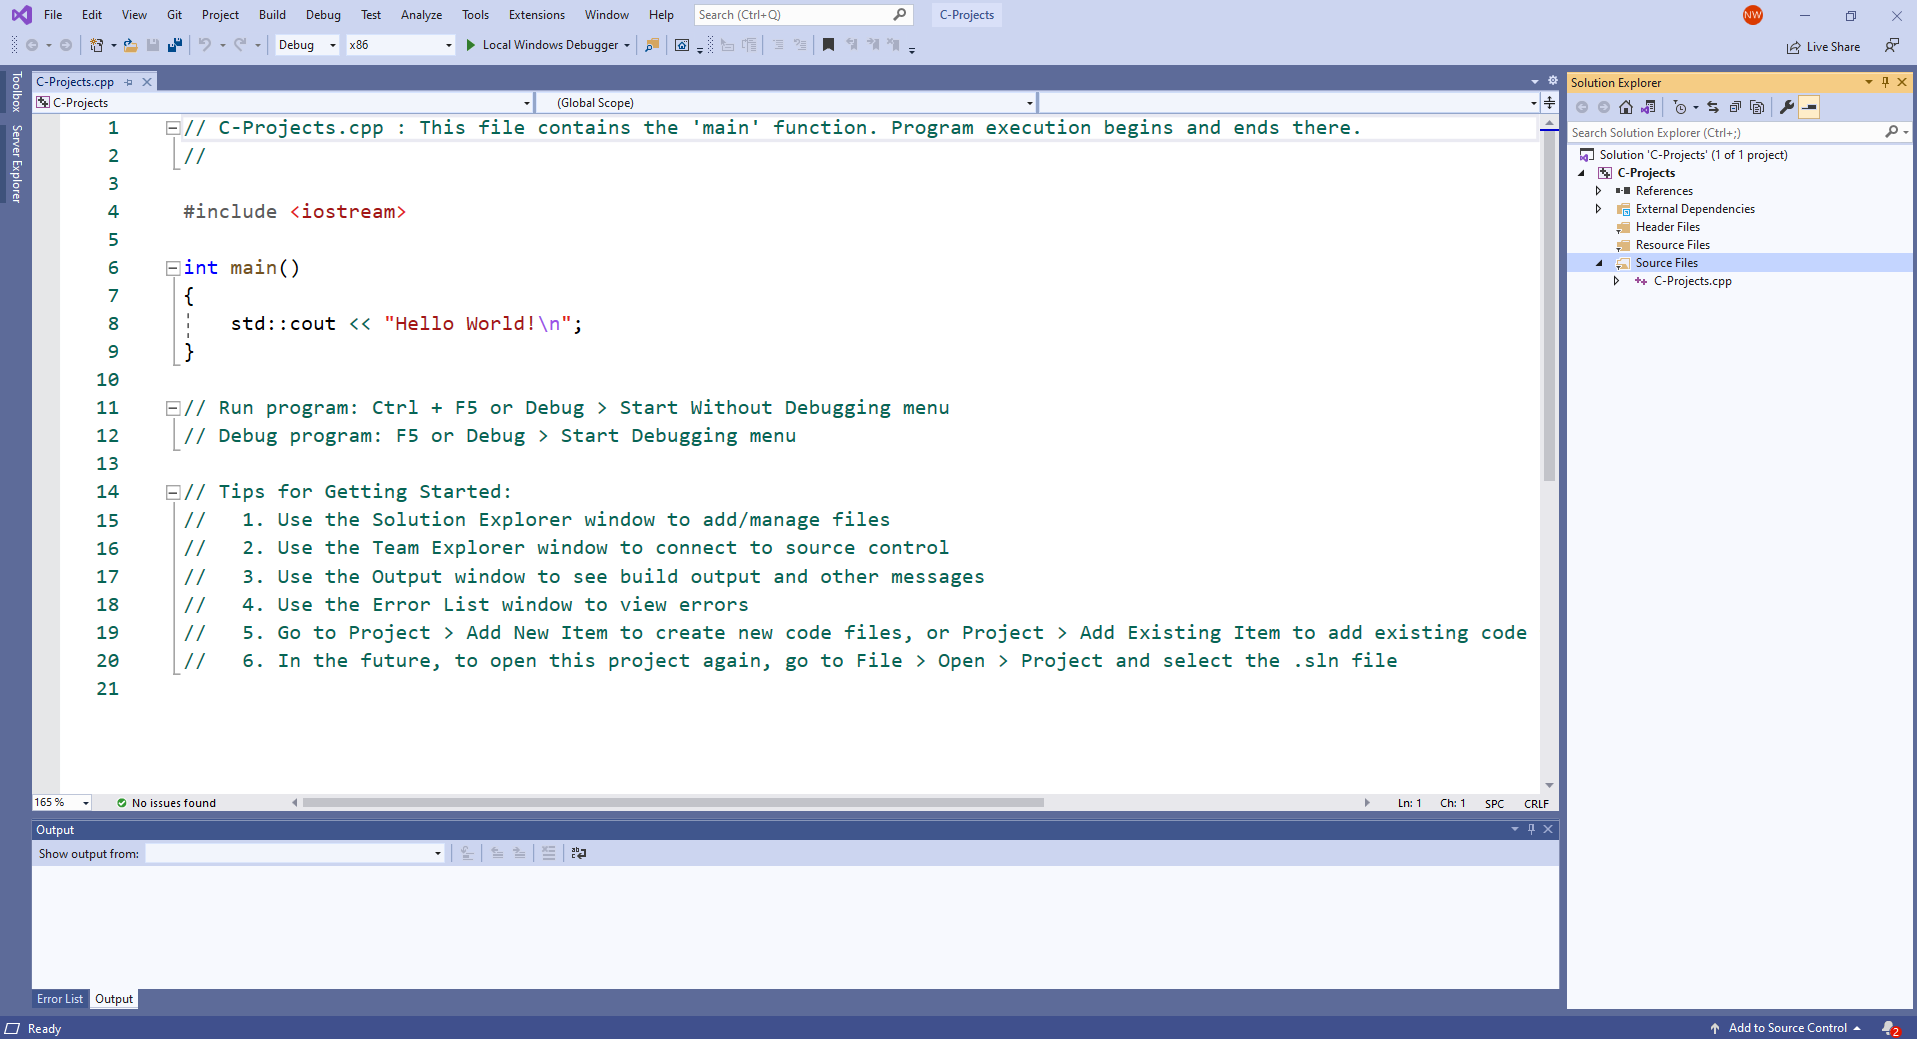 File Edit View Git Project Build Debug Test Analyze Tools Extensions Window Help Search (Ctrl+Q) C-Projects NW
Debug x86 Local Windows Debugger Live Share
Toolbox
Server Explorer
C-Projects.cpp
C-Projects (Global Scope)
1 // C-Projects.cpp : This file contains the 'main' function. Program execution begins and ends there.
2 //
3
4 #include <iostream>
5
6 int main()
7 {
8 std::cout << "Hello World!\n";
9 }
10
11 // Run program: Ctrl + F5 or Debug > Start Without Debugging menu
12 // Debug program: F5 or Debug > Start Debugging menu
13
14 // Tips for Getting Started:
15 //   1. Use the Solution Explorer window to add/manage files
16 //   2. Use the Team Explorer window to connect to source control
17 //   3. Use the Output window to see build output and other messages
18 //   4. Use the Error List window to view errors
19 //   5. Go to Project > Add New Item to create new code files, or Project > Add Existing Item to add existing code
20 //   6. In the future, to open this project again, go to File > Open > Project and select the .sln file
21
165 % No issues found Ln: 1 Ch: 1 SPC CRLF
Output
Show output from:
Error List Output
Solution Explorer
Search Solution Explorer (Ctrl+;)
Solution 'C-Projects' (1 of 1 project)
C-Projects
References
External Dependencies
Header Files
Resource Files
Source Files
C-Projects.cpp
Ready Add to Source Control 2